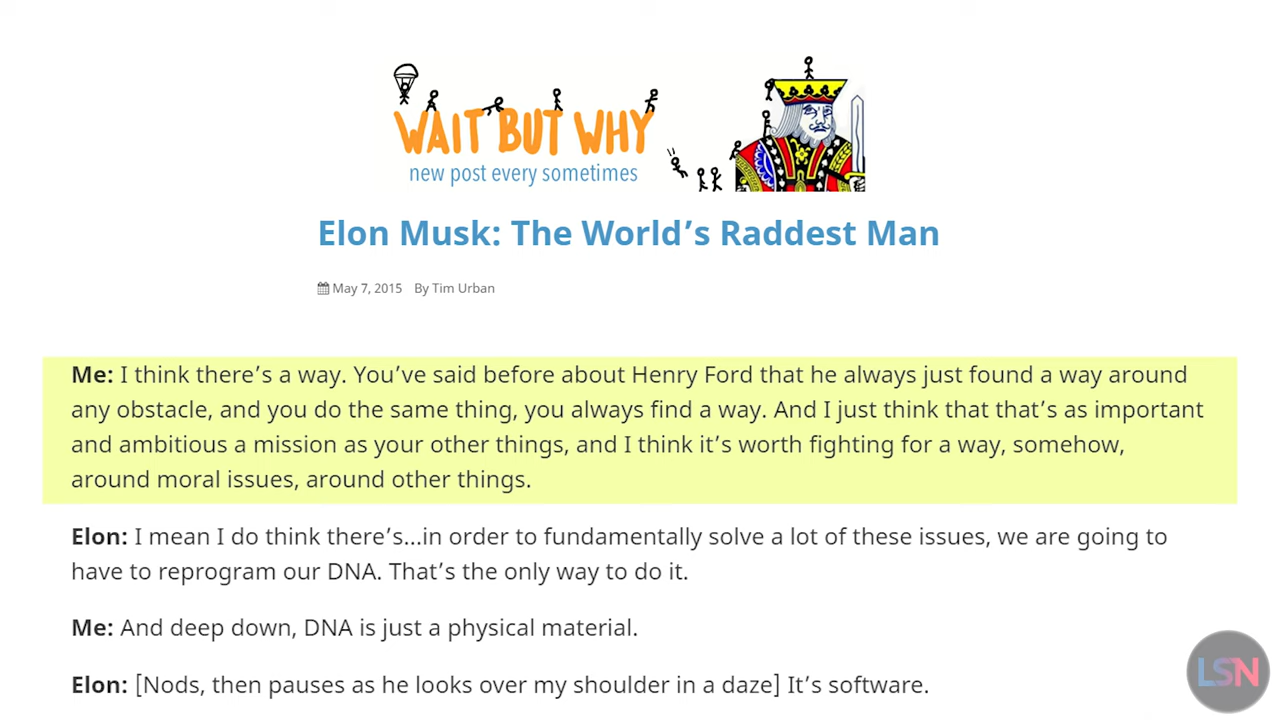 WAIT BUT WHY
new post every sometimes
Elon Musk: The World’s Raddest Man
May 7, 2015 By Tim Urban
Me: I think there’s a way. You’ve said before about Henry Ford that he always just found a way around
any obstacle, and you do the same thing, you always find a way. And I just think that that’s as important
and ambitious a mission as your other things, and I think it’s worth fighting for a way, somehow,
around moral issues, around other things.
Elon: I mean I do think there’s...in order to fundamentally solve a lot of these issues, we are going to
have to reprogram our DNA. That’s the only way to do it.
Me: And deep down, DNA is just a physical material.
Elon: [Nods, then pauses as he looks over my shoulder in a daze] It’s software.
LSN